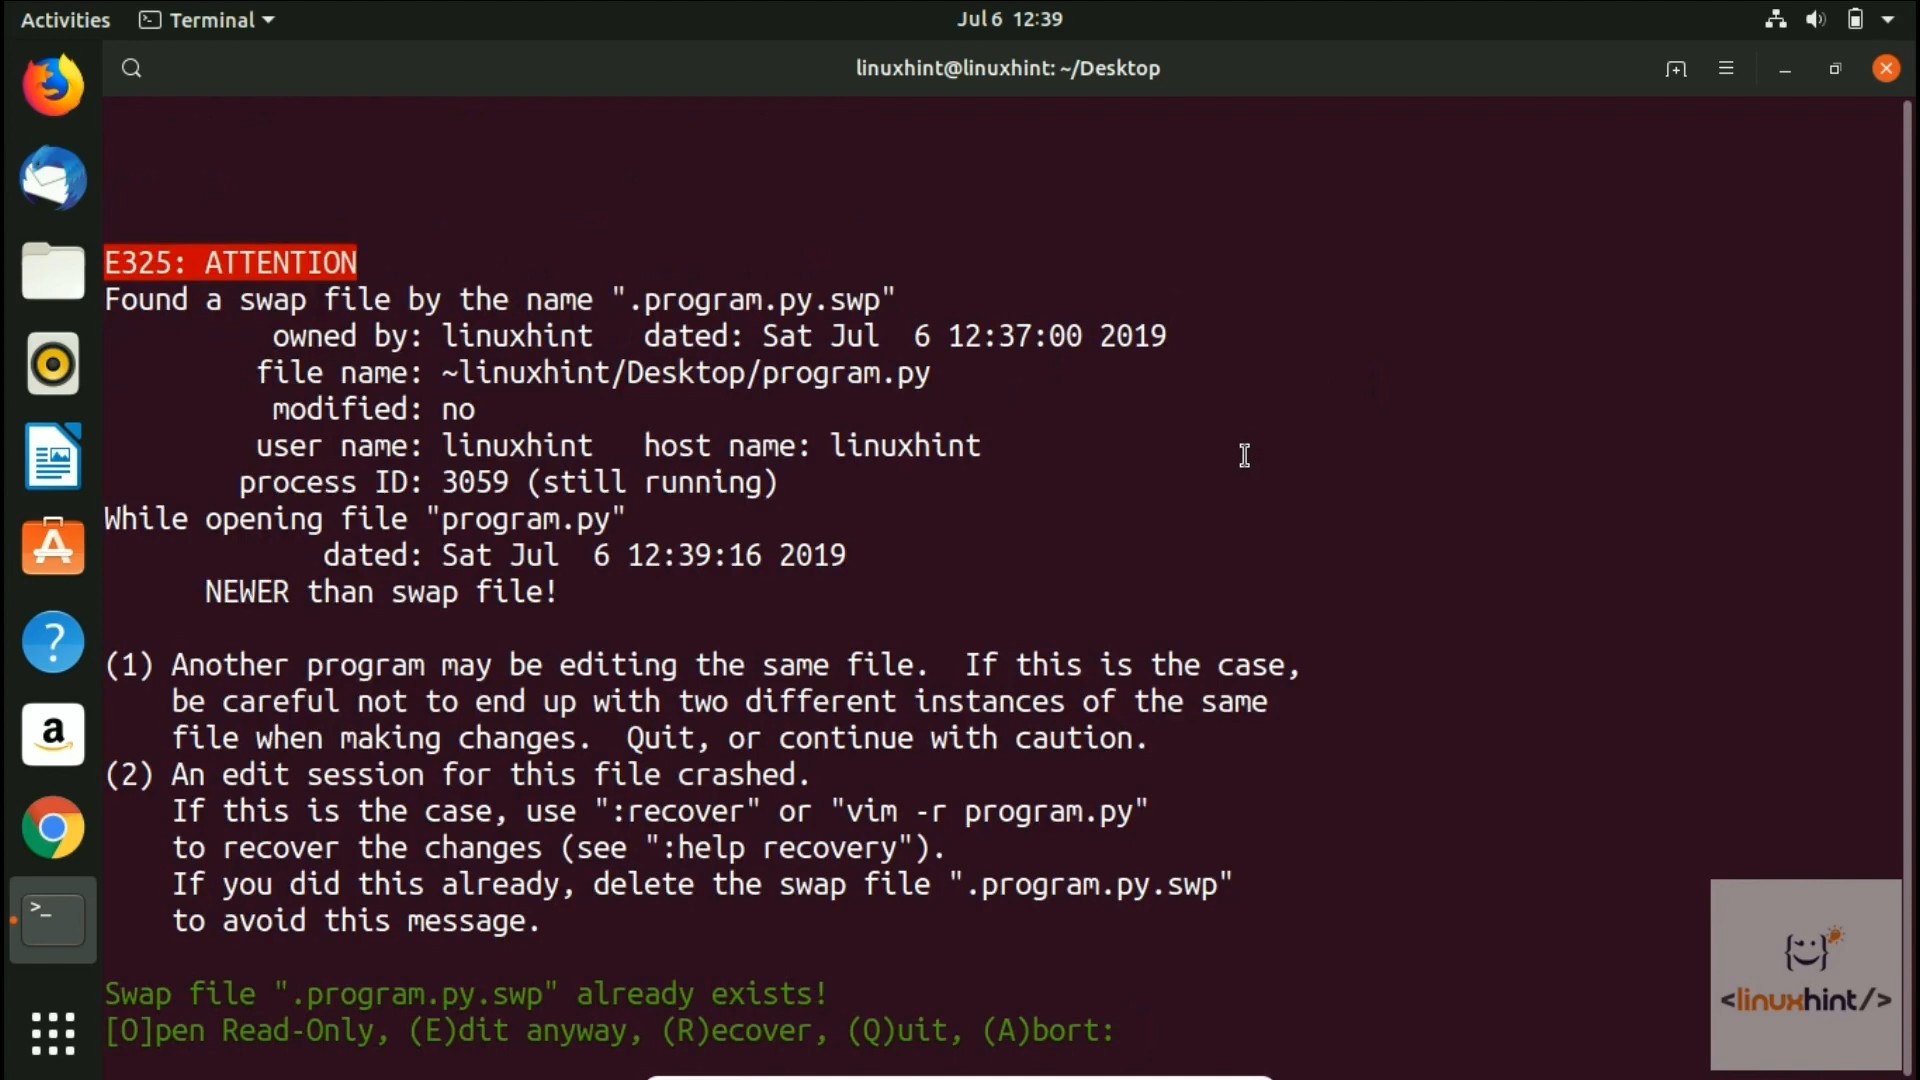 Activities Terminal Jul 6 12:39
linuxhint@linuxhint: ~/Desktop
E325: ATTENTION
Found a swap file by the name ".program.py.swp"
owned by: linuxhint dated: Sat Jul 6 12:37:00 2019
file name: ~linuxhint/Desktop/program.py
modified: no
user name: linuxhint host name: linuxhint
process ID: 3059 (still running)
While opening file "program.py"
dated: Sat Jul 6 12:39:16 2019
NEWER than swap file!
(1) Another program may be editing the same file. If this is the case,
be careful not to end up with two different instances of the same
file when making changes. Quit, or continue with caution.
(2) An edit session for this file crashed.
If this is the case, use ":recover" or "vim -r program.py"
to recover the changes (see ":help recovery").
If you did this already, delete the swap file ".program.py.swp"
to avoid this message.
Swap file ".program.py.swp" already exists!
[O]pen Read-Only, (E)dit anyway, (R)ecover, (Q)uit, (A)bort:
<linuxhint/>